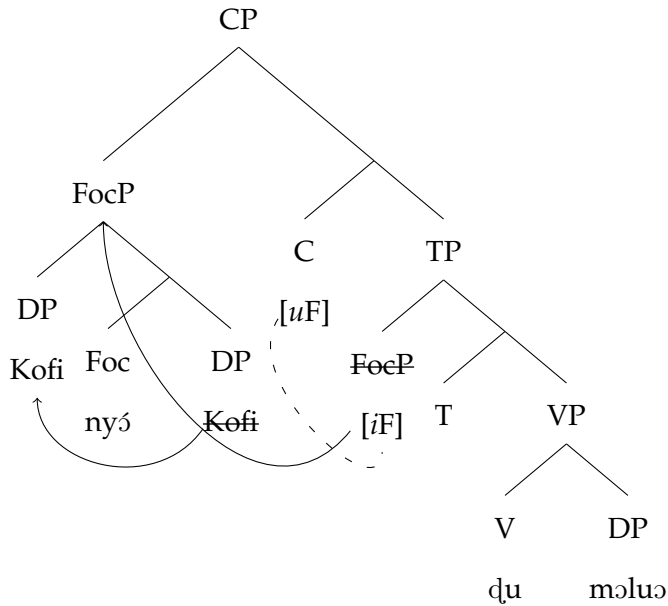 CP
FocP
C
TP
DP
[uF]
Kofi
Foc
DP
FocP
nyɔ́
Kofi
[iF]
T
VP
V
DP
ɖu
mɔluɔ